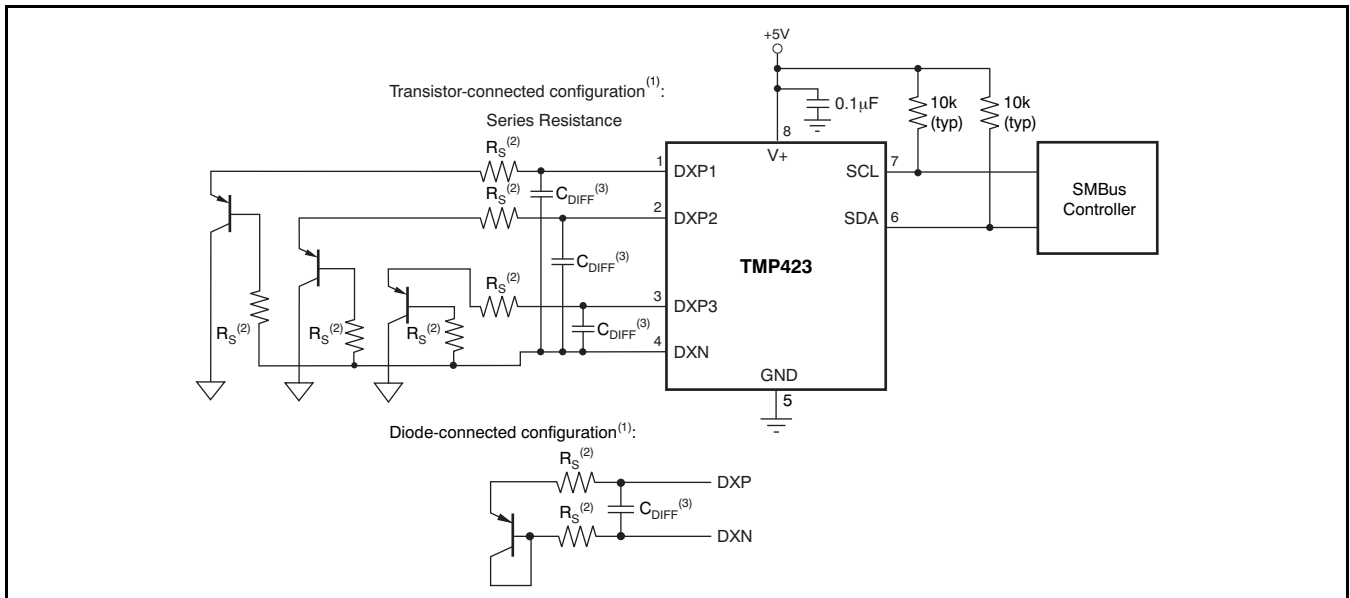 +5V
Transistor-connected configuration(1):
0.1μF
10k
(typ)
10k
(typ)
Series Resistance
8
V+
RS(2)
1
DXP1
SCL
7
CDIFF(3)
SMBus
Controller
RS(2)
2
DXP2
SDA
6
CDIFF(3)
TMP423
RS(2)
3
DXP3
RS(2)
RS(2)
RS(2)
CDIFF(3)
4
DXN
GND
5
Diode-connected configuration(1):
RS(2)
DXP
RS(2)
CDIFF(3)
DXN